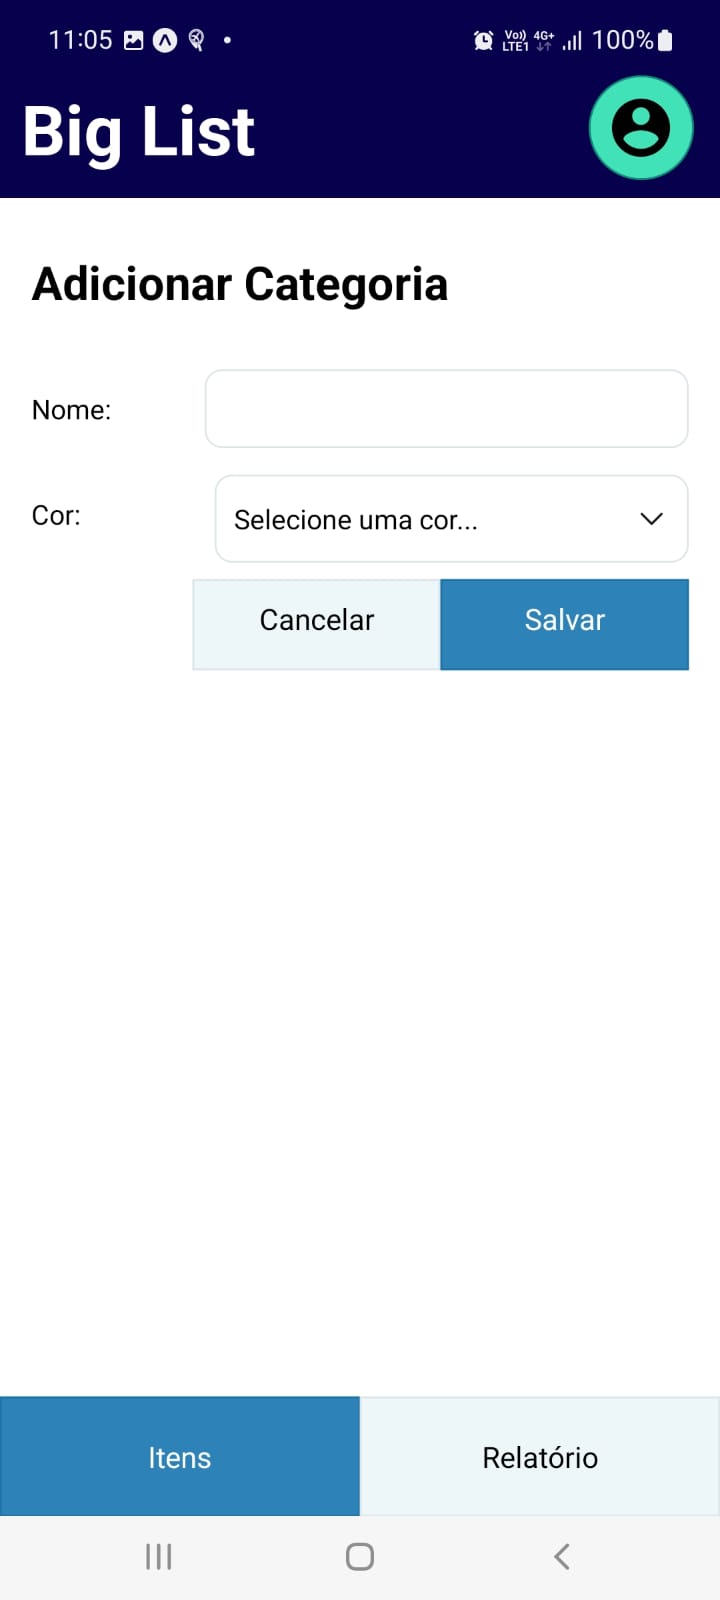 11:05 Vo)) LTE1 4G+ 100%
Big List
Adicionar Categoria
Nome:
Cor: Selecione uma cor...
Cancelar Salvar
Itens Relatório